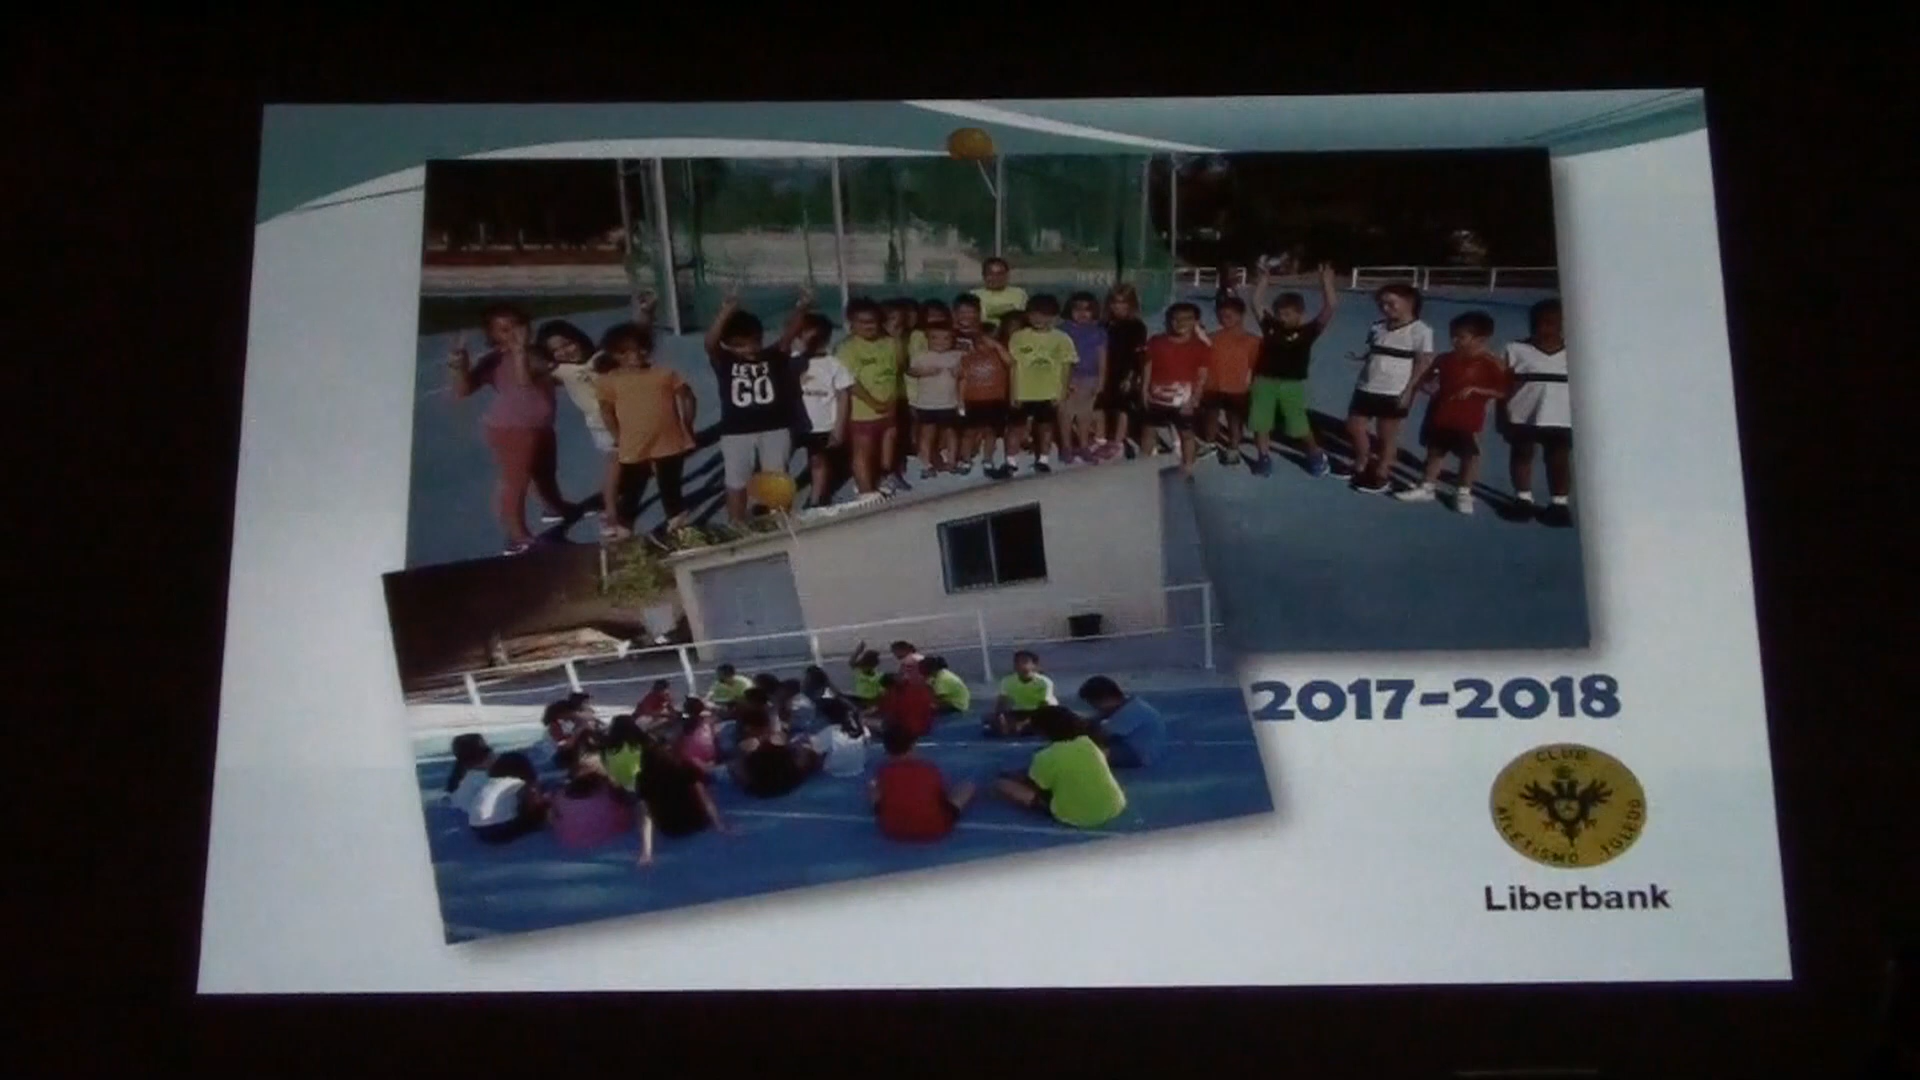 LET'S
GO
2017-2018
CLUB
ATLETISMO TOLEDO
Liberbank